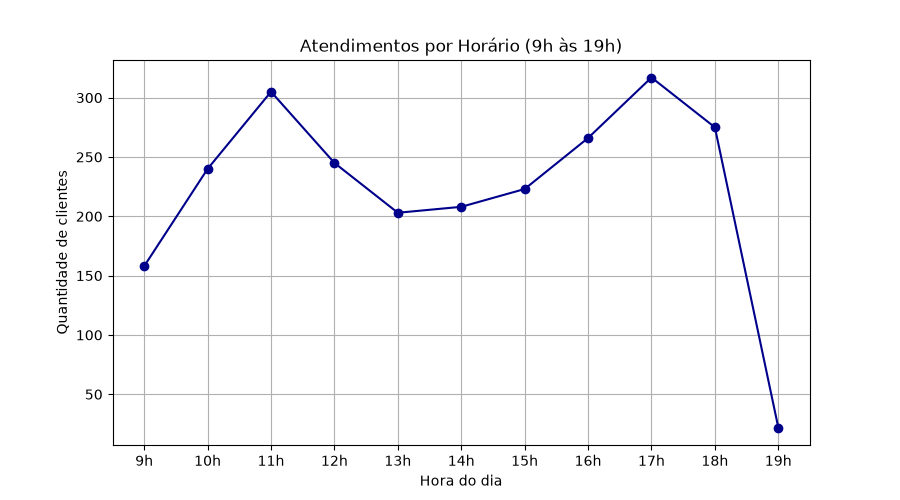 Atendimentos por Horário (9h às 19h)
Quantidade de clientes
300
250
200
150
100
50
9h 10h 11h 12h 13h 14h 15h 16h 17h 18h 19h
Hora do dia